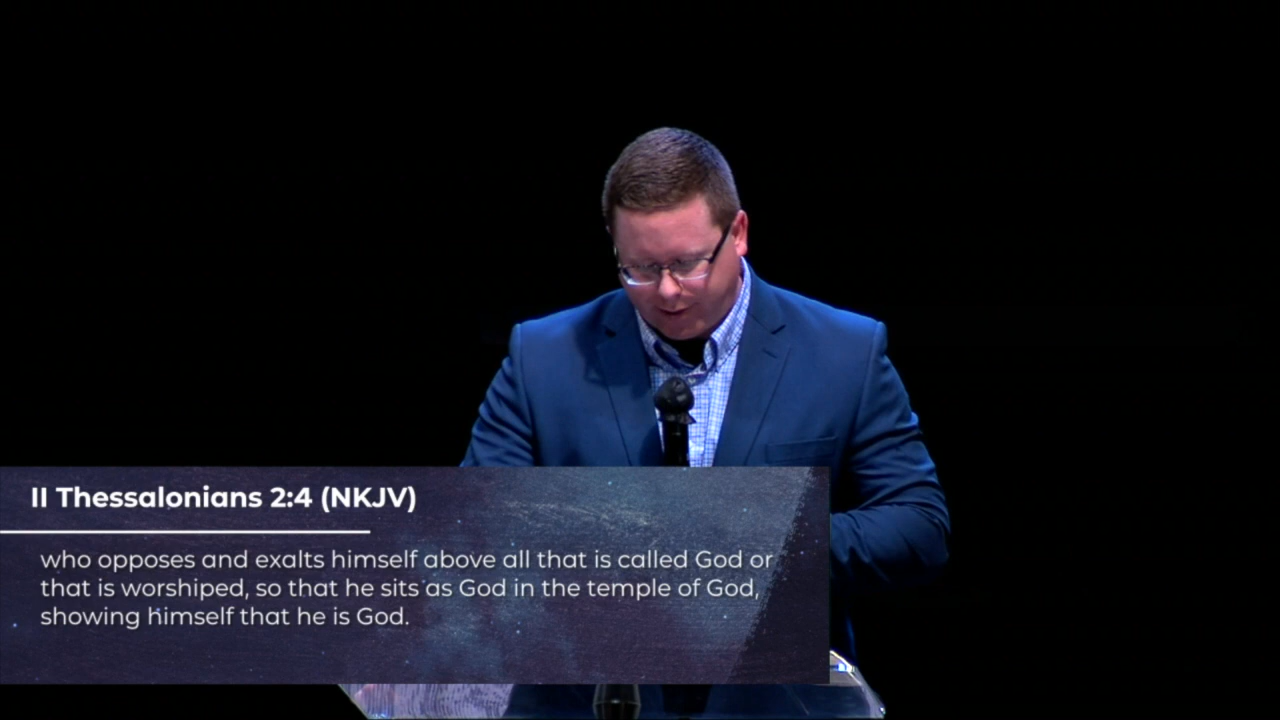 II Thessalonians 2:4 (NKJV)
who opposes and exalts himself above all that is called God or
that is worshiped, so that he sits as God in the temple of God,
showing himself that he is God.